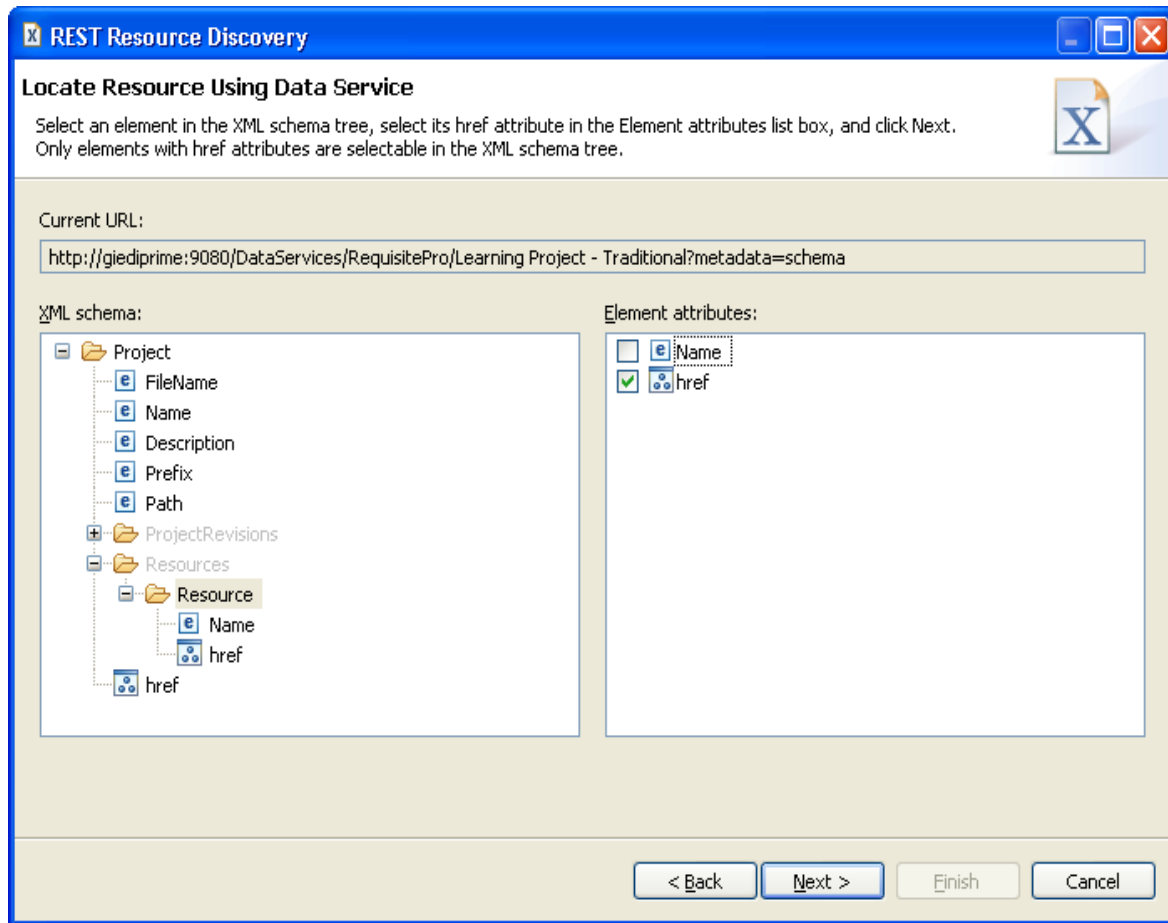 REST Resource Discovery
Locate Resource Using Data Service
Select an element in the XML schema tree, select its href attribute in the Element attributes list box, and click Next.
Only elements with href attributes are selectable in the XML schema tree.
X
Current URL:
http://giediprime:9080/DataServices/RequisitePro/Learning Project - Traditional?metadata=schema
XML schema:
Project
FileName
Name
Description
Prefix
Path
ProjectRevisions
Resources
Resource
Name
href
href
Element attributes:
Name
href
< Back
Next >
Finish
Cancel